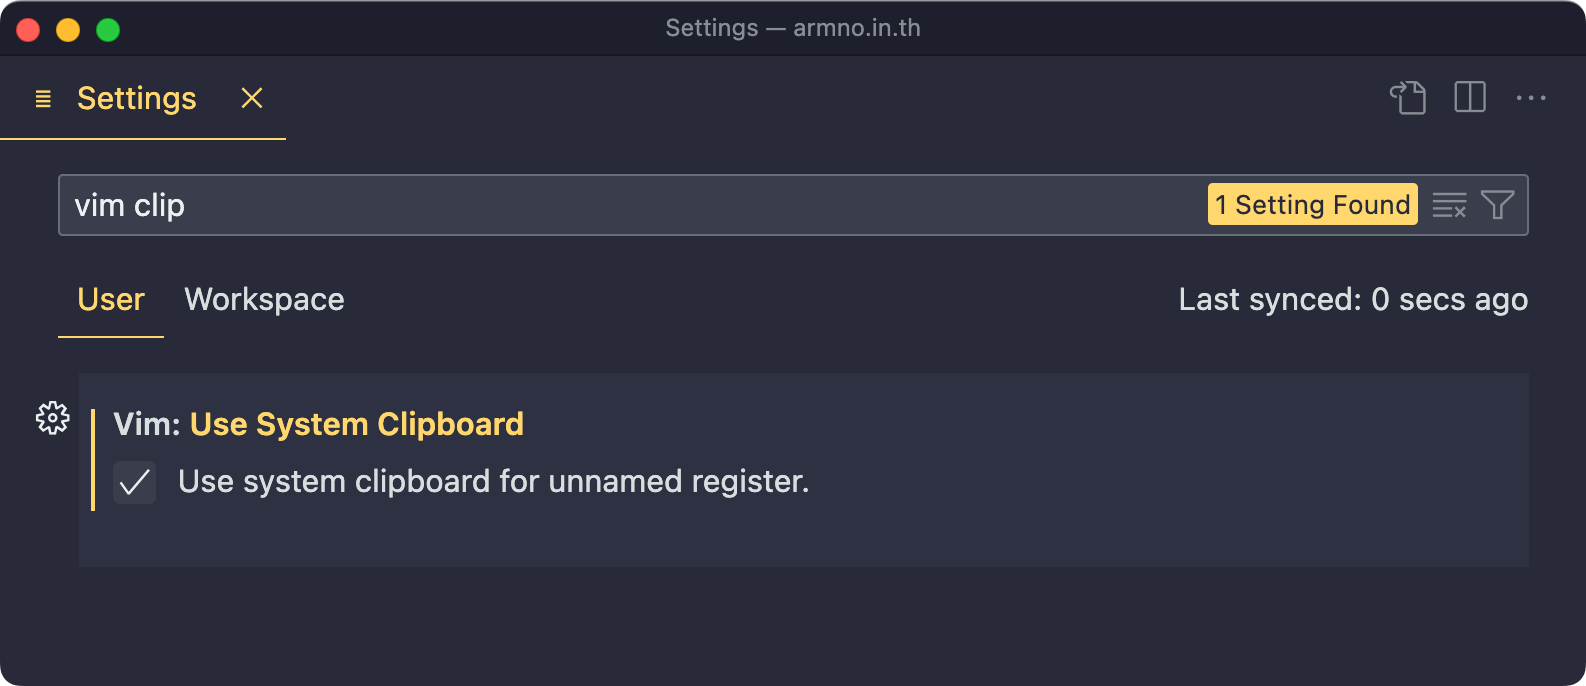 Settings — armno.in.th
Settings
vim clip
1 Setting Found
User Workspace Last synced: 0 secs ago
Vim: Use System Clipboard
Use system clipboard for unnamed register.